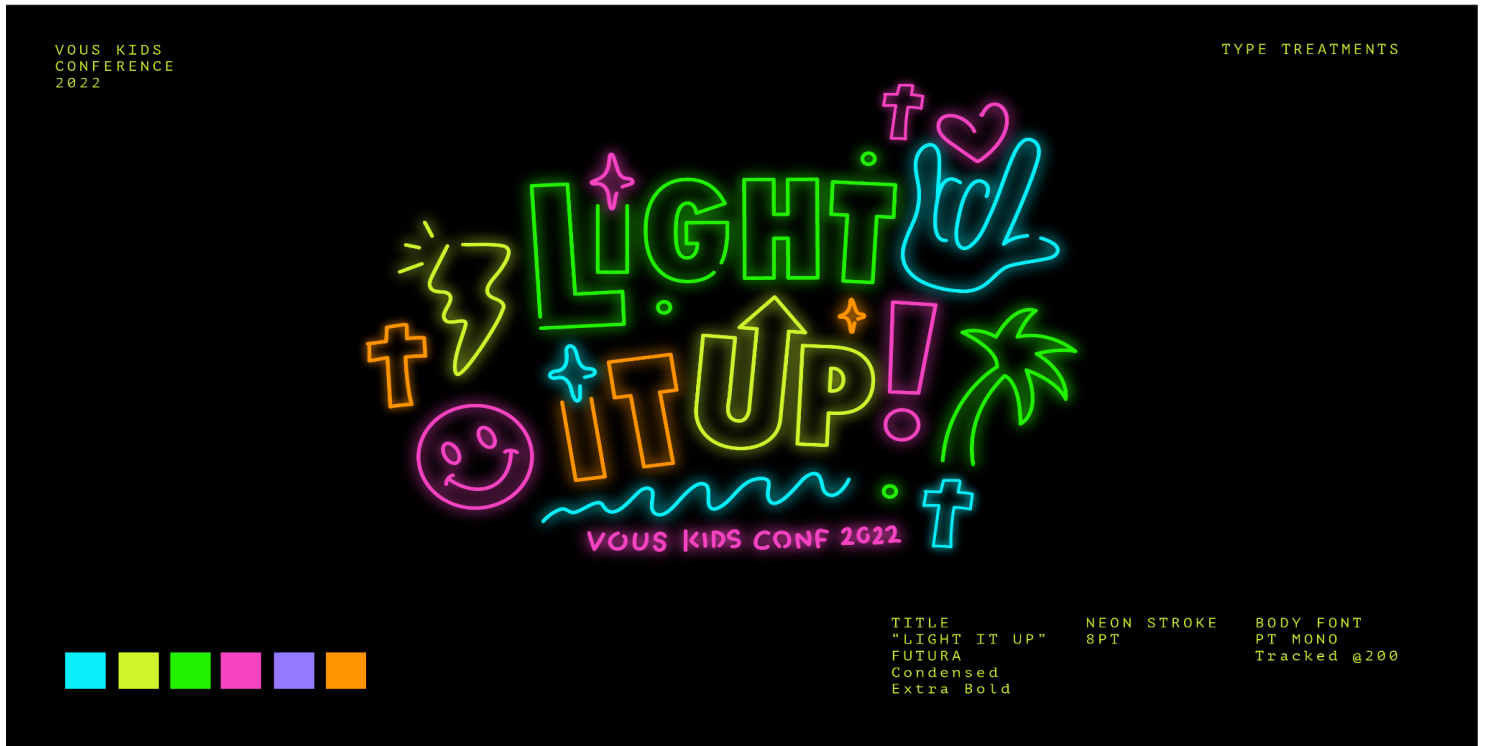 VOUS KIDS
CONFERENCE
2022
TYPE TREATMENTS
LIGHT
IT UP!
VOUS KIDS CONF 2022
TITLE
“LIGHT IT UP”
FUTURA
Condensed
Extra Bold
NEON STROKE
8PT
BODY FONT
PT MONO
Tracked @200